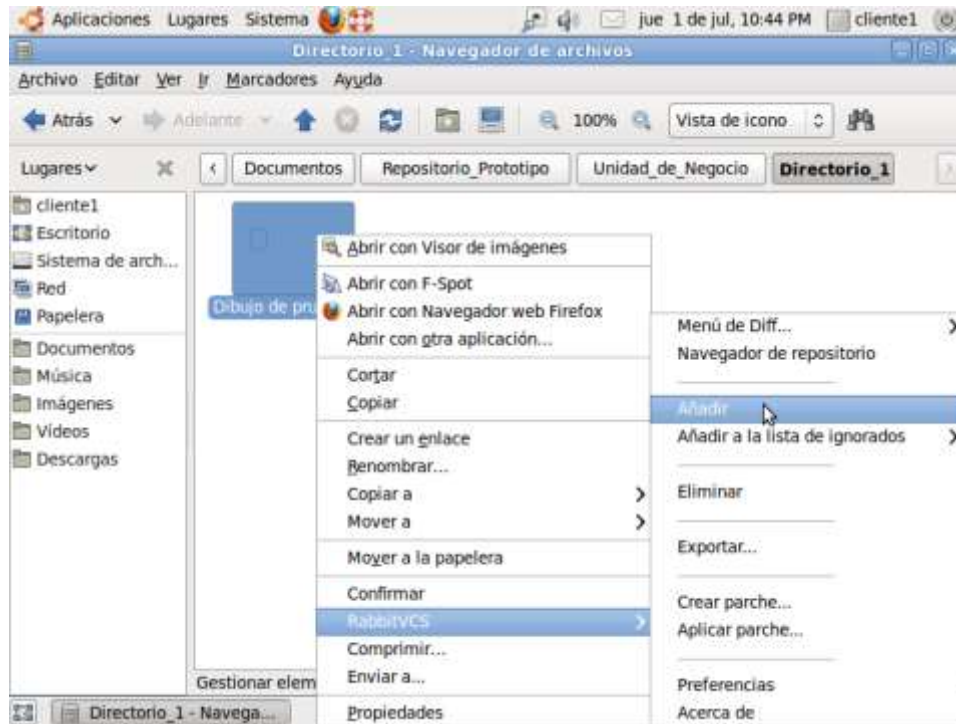 Aplicaciones Lugares Sistema jue 1 de jul, 10:44 PM cliente1
Directorio_1 - Navegador de archivos
Archivo Editar Ver Ir Marcadores Ayuda
Atrás Adelante 100% Vista de icono
Lugares Documentos Repositorio_Prototipo Unidad_de_Negocio Directorio_1
cliente1
Escritorio
Sistema de arch...
Red
Papelera
Documentos
Música
Imágenes
Vídeos
Descargas
Dibujo de pru
Abrir con Visor de imágenes
Abrir con F-Spot
Abrir con Navegador web Firefox
Abrir con otra aplicación...
Cortar
Copiar
Crear un enlace
Renombrar...
Copiar a
Mover a
Mover a la papelera
Confirmar
RabbitVCS
Comprimir...
Enviar a...
Propiedades
Menú de Diff...
Navegador de repositorio
Añadir
Añadir a la lista de ignorados
Eliminar
Exportar...
Crear parche...
Aplicar parche...
Preferencias
Acerca de
Gestionar elem
Directorio_1 - Navega...